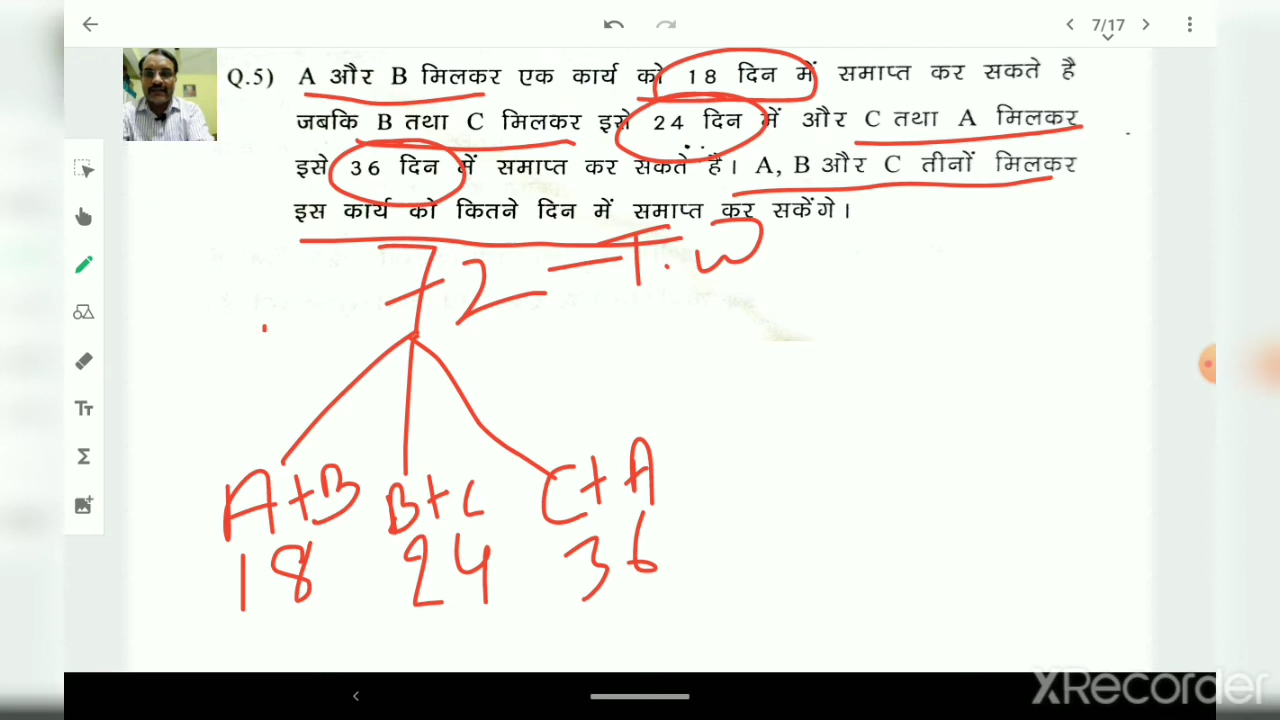 7/17
Q.5) A और B मिलकर एक कार्य को 18 दिन में समाप्त कर सकते है
जबकि B तथा C मिलकर इसे 24 दिन में और C तथा A मिलकर
इसे 36 दिन में समाप्त कर सकते है। A, B और C तीनों मिलकर
इस कार्य को कितने दिन में समाप्त कर सकेंगे।
72 — T.W
A+B B+C C+A
18 24 36
Tт
Σ
XRecorder